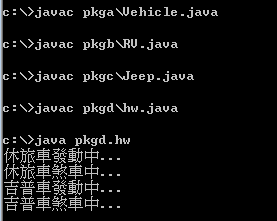 c:\>javac pkga\Vehicle.java
c:\>javac pkgb\RV.java
c:\>javac pkgc\Jeep.java
c:\>javac pkgd\hw.java
c:\>java pkgd.hw
休旅車發動中...
休旅車煞車中...
吉普車發動中...
吉普車煞車中...